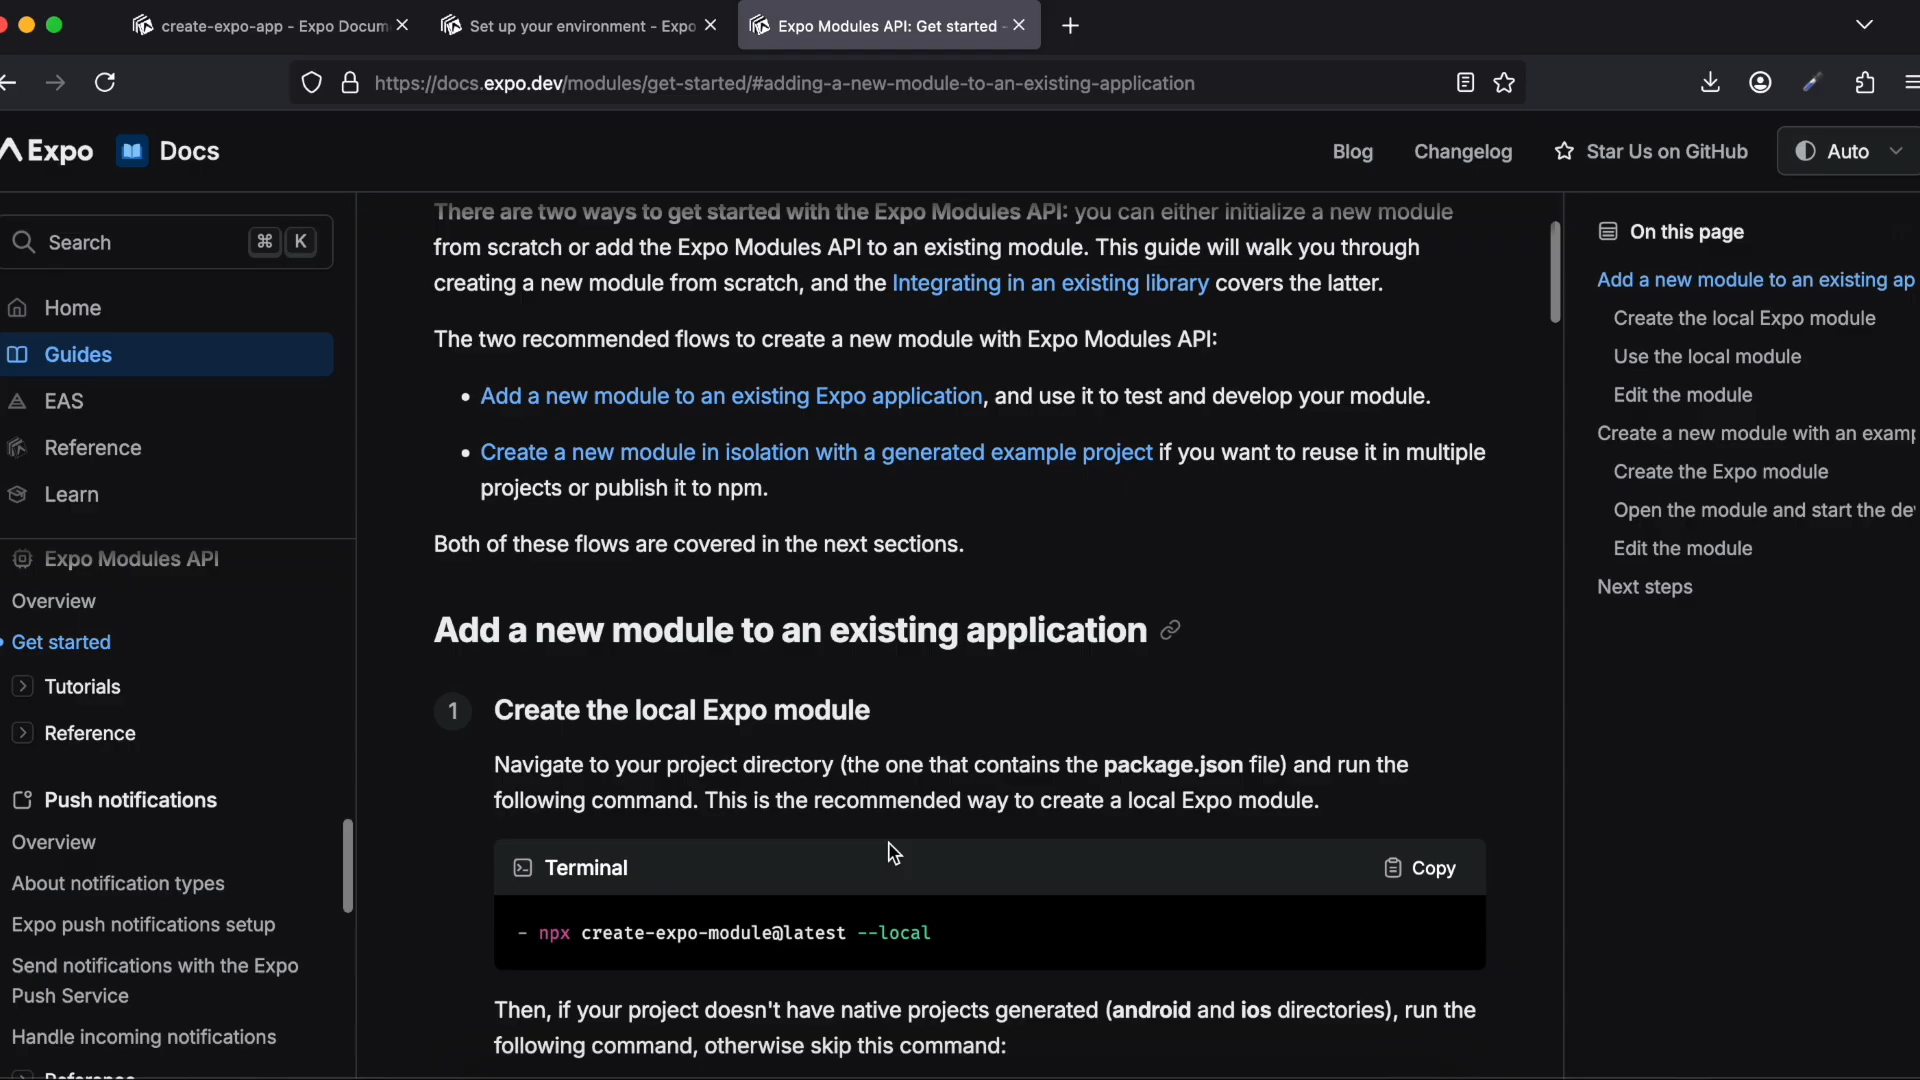 create-expo-app - Expo Docum
Set up your environment - Expo
Expo Modules API: Get started -
https://docs.expo.dev/modules/get-started/#adding-a-new-module-to-an-existing-application
Expo Docs
Blog
Changelog
Star Us on GitHub
Auto
Search
⌘ K
Home
Guides
EAS
Reference
Learn
Expo Modules API
Overview
Get started
Tutorials
Reference
Push notifications
Overview
About notification types
Expo push notifications setup
Send notifications with the Expo
Push Service
Handle incoming notifications
Reference
There are two ways to get started with the Expo Modules API: you can either initialize a new module
from scratch or add the Expo Modules API to an existing module. This guide will walk you through
creating a new module from scratch, and the Integrating in an existing library covers the latter.
The two recommended flows to create a new module with Expo Modules API:
• Add a new module to an existing Expo application, and use it to test and develop your module.
• Create a new module in isolation with a generated example project if you want to reuse it in multiple
projects or publish it to npm.
Both of these flows are covered in the next sections.
Add a new module to an existing application
1 Create the local Expo module
Navigate to your project directory (the one that contains the package.json file) and run the
following command. This is the recommended way to create a local Expo module.
Terminal
Copy
- npx create-expo-module@latest --local
Then, if your project doesn't have native projects generated (android and ios directories), run the
following command, otherwise skip this command:
On this page
Add a new module to an existing ap
Create the local Expo module
Use the local module
Edit the module
Create a new module with an examp
Create the Expo module
Open the module and start the de
Edit the module
Next steps